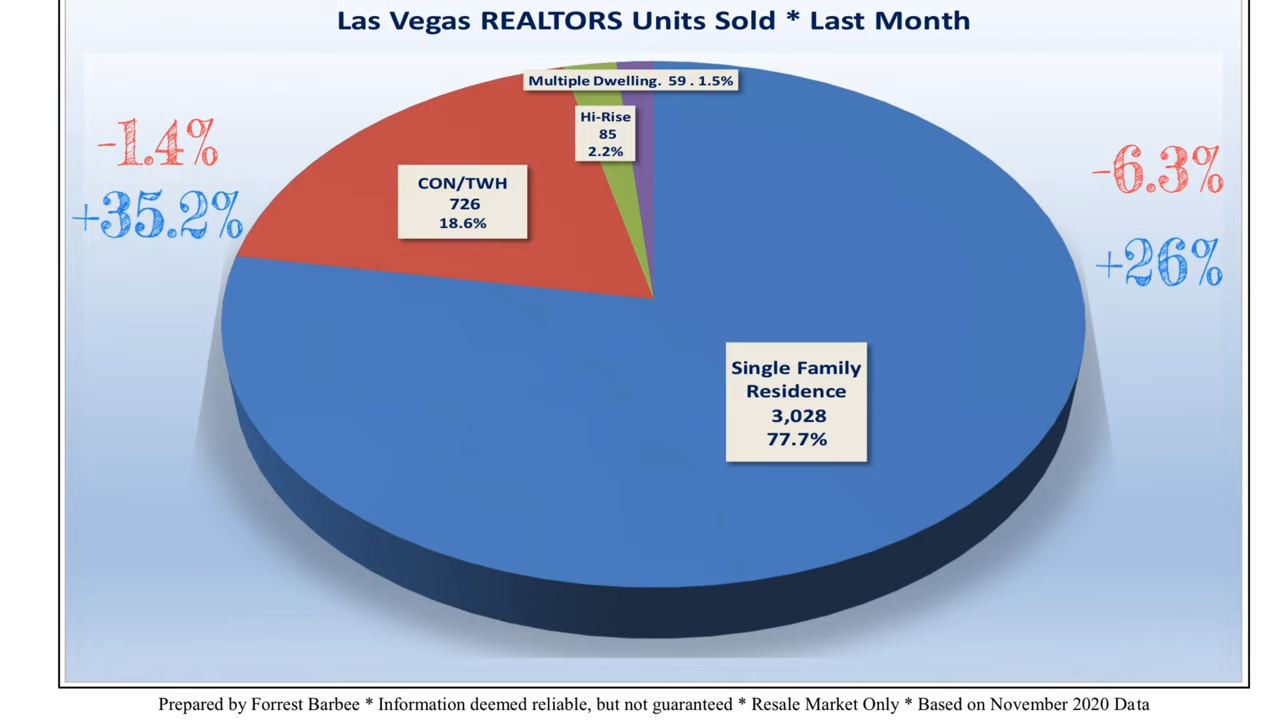 Las Vegas REALTORS Units Sold * Last Month
Multiple Dwelling. 59 . 1.5%
Hi-Rise
85
2.2%
-1.4%
+35.2%
CON/TWH
726
18.6%
-6.3%
+26%
Single Family
Residence
3,028
77.7%
Prepared by Forrest Barbee * Information deemed reliable, but not guaranteed * Resale Market Only * Based on November 2020 Data